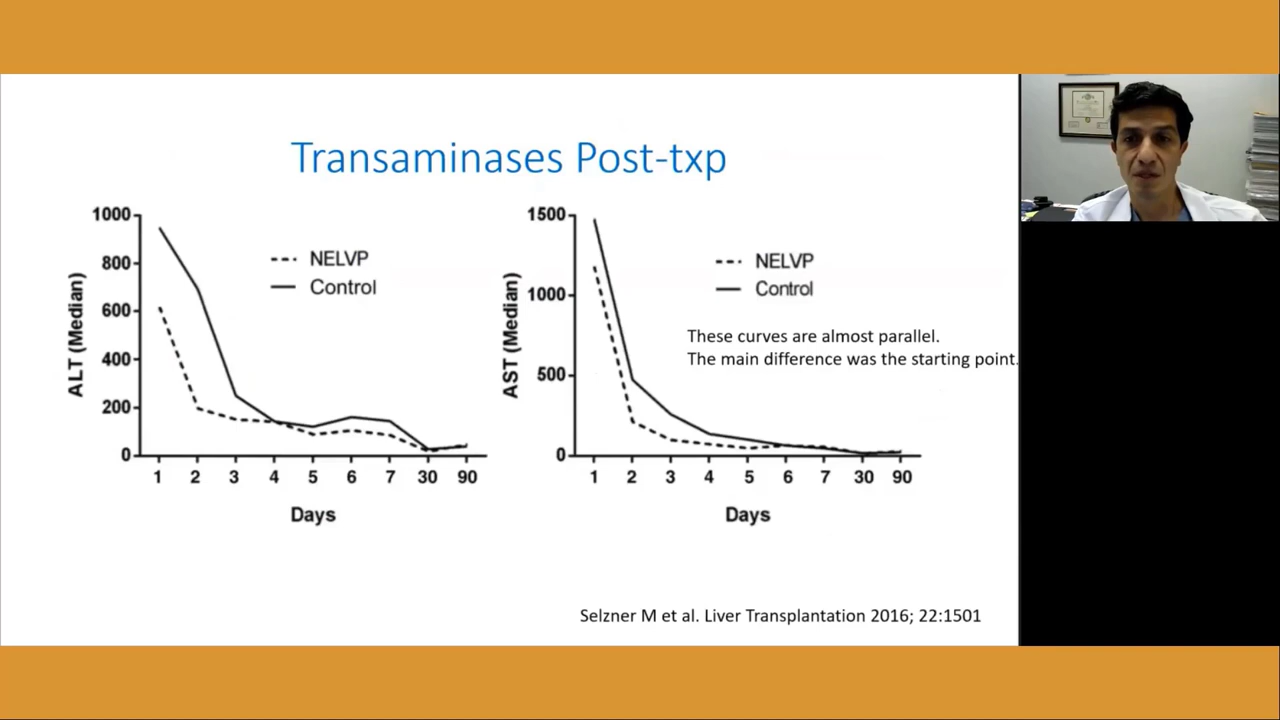 Transaminases Post-txp
1000
800
600
400
200
0
ALT (Median)
NELVP
Control
1 2 3 4 5 6 7 30 90
Days
1500
1000
500
0
AST (Median)
NELVP
Control
These curves are almost parallel.
The main difference was the starting point.
1 2 3 4 5 6 7 30 90
Days
Selzner M et al. Liver Transplantation 2016; 22:1501